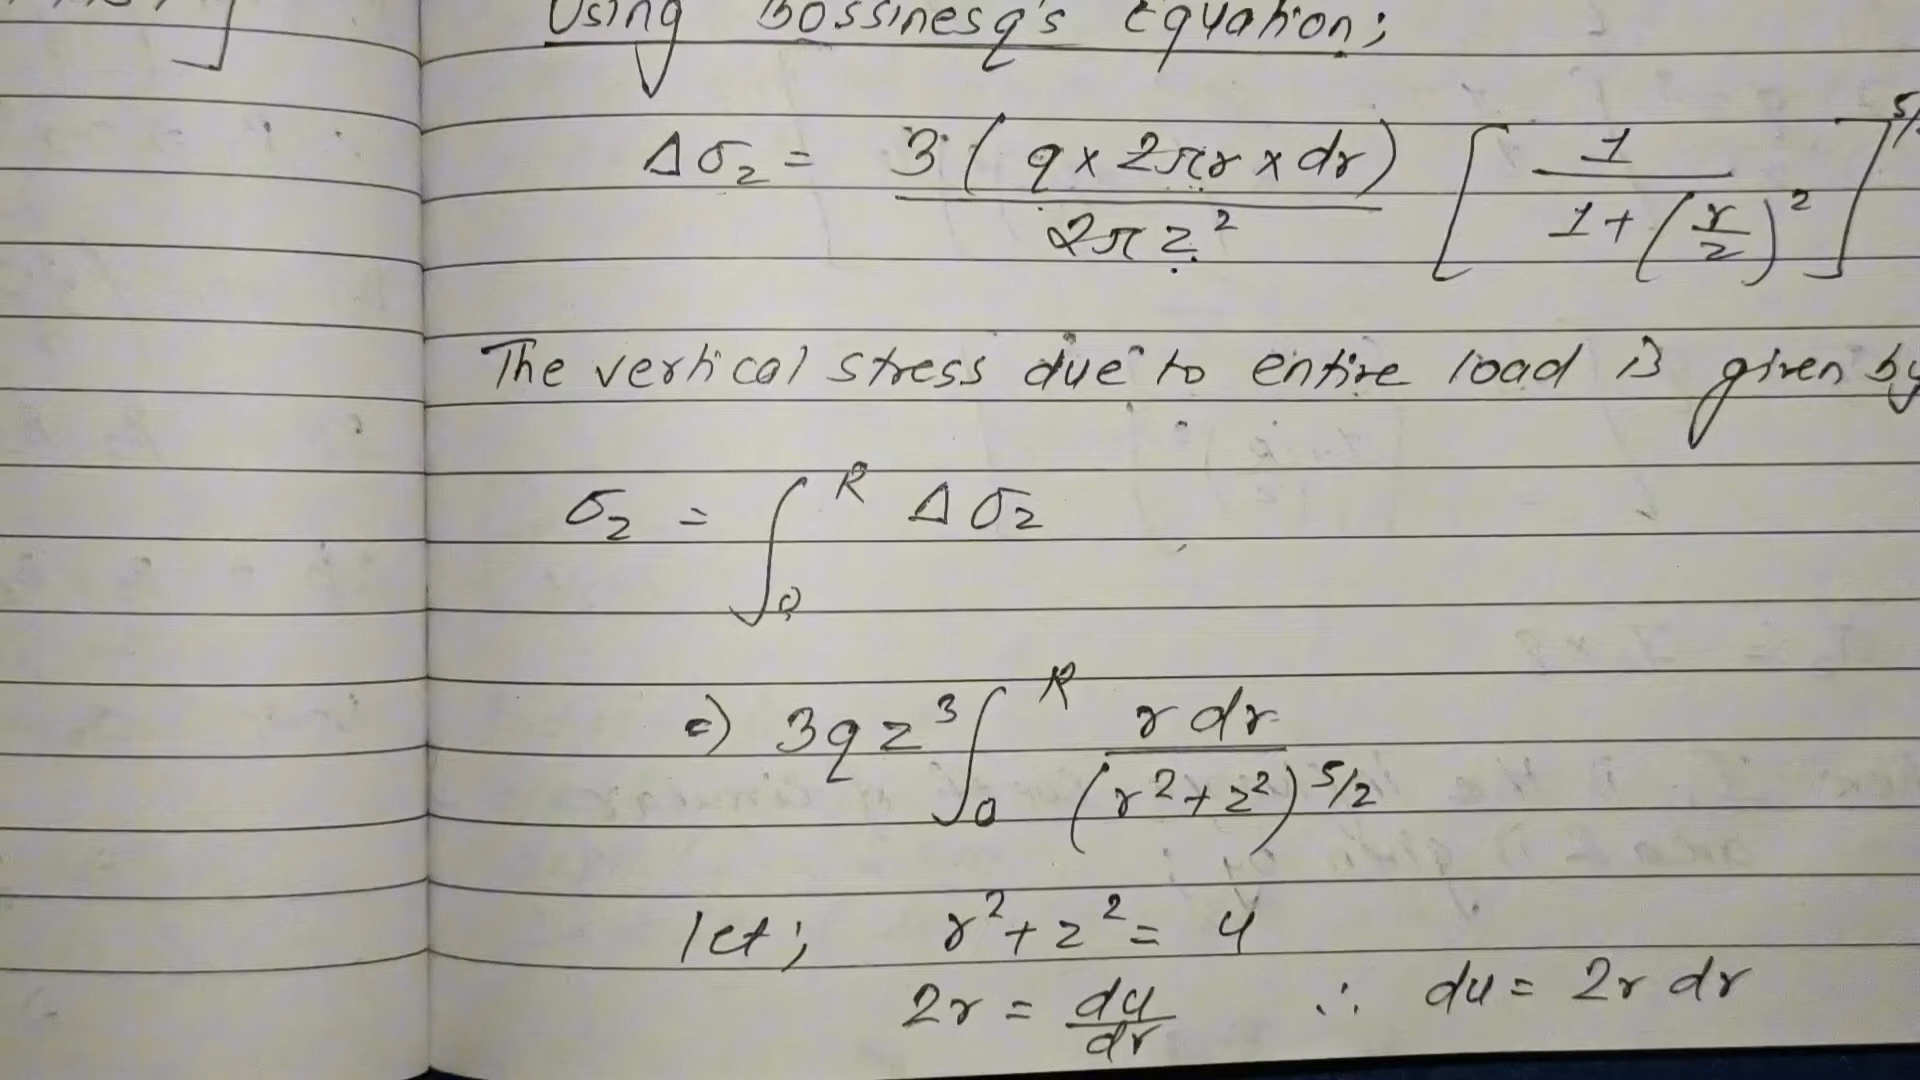 Using Bossinesq's Equation;
Δσz = 3 ( q × 2πr × dr) / 2πz² [ 1 / 1 + (r/z)² ]^5/
The vertical stress due to entire load is given by
σz = ∫₀^R Δσz
=) 3qz³ ∫₀^R r dr / (r² + z²)^5/2
let; r² + z² = u
2r = du/dr ∴ du = 2r dr